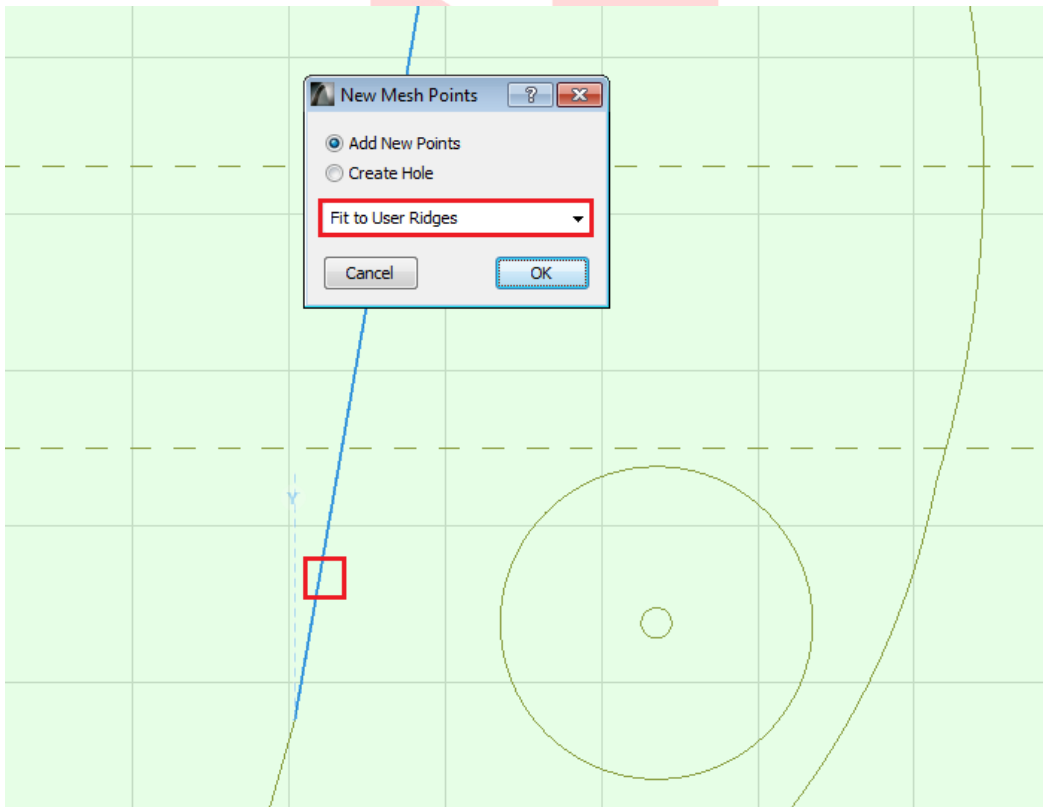 New Mesh Points
?
Add New Points
Create Hole
Fit to User Ridges
Cancel
OK
Y